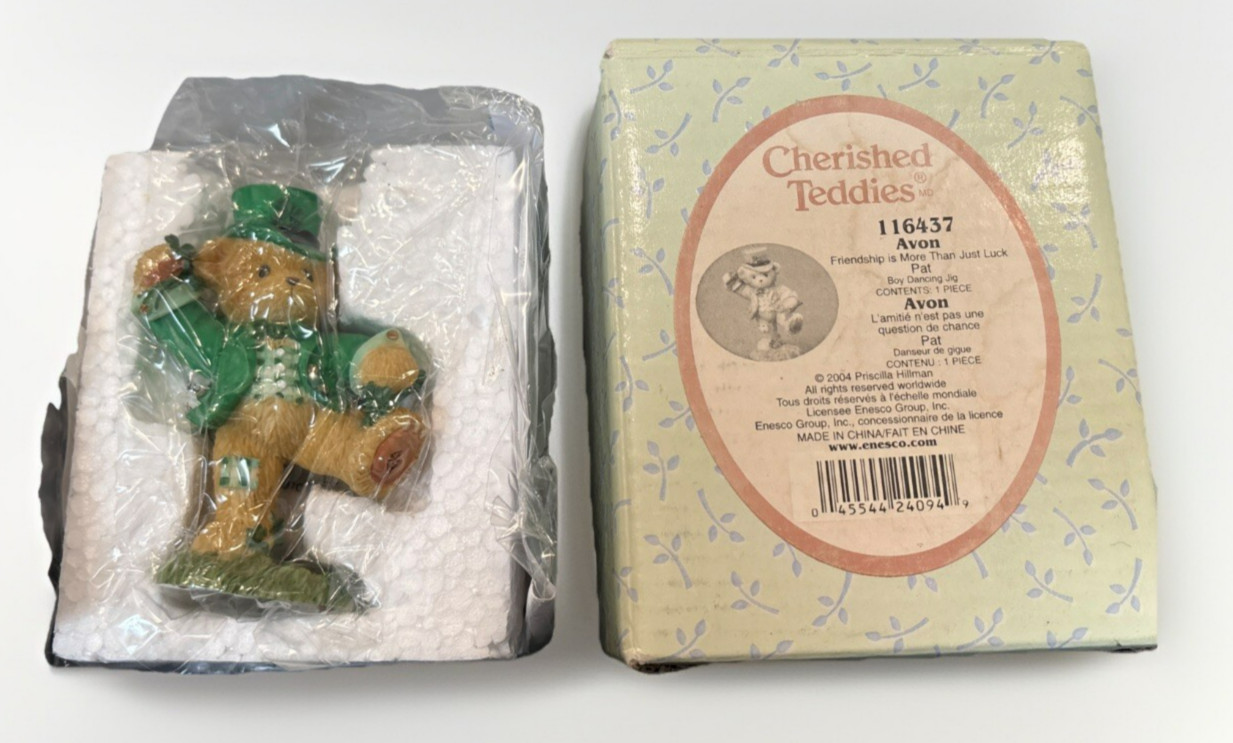 Cherished
Teddies® MD
116437
Avon
Friendship is More Than Just Luck
Pat
Boy Dancing Jig
CONTENTS: 1 PIECE
Avon
L'amitié n'est pas une
question de chance
Pat
Danseur de gigue
CONTENU : 1 PIECE
© 2004 Priscilla Hillman
All rights reserved worldwide
Tous droits réservés à l'échelle mondiale
Licensee Enesco Group, Inc.
Enesco Group, Inc., concessionnaire de la licence
MADE IN CHINA/FAIT EN CHINE
www.enesco.com
0 45544 24094 9